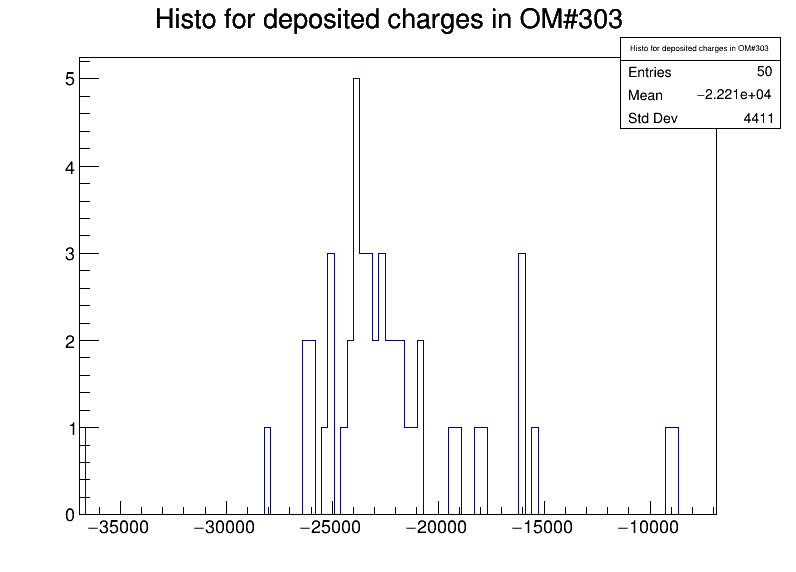 Histo for deposited charges in OM#303
Histo for deposited charges in OM#303
Entries 50
Mean −2.221e+04
Std Dev 4411
5
4
3
2
1
0
−35000 −30000 −25000 −20000 −15000 −10000